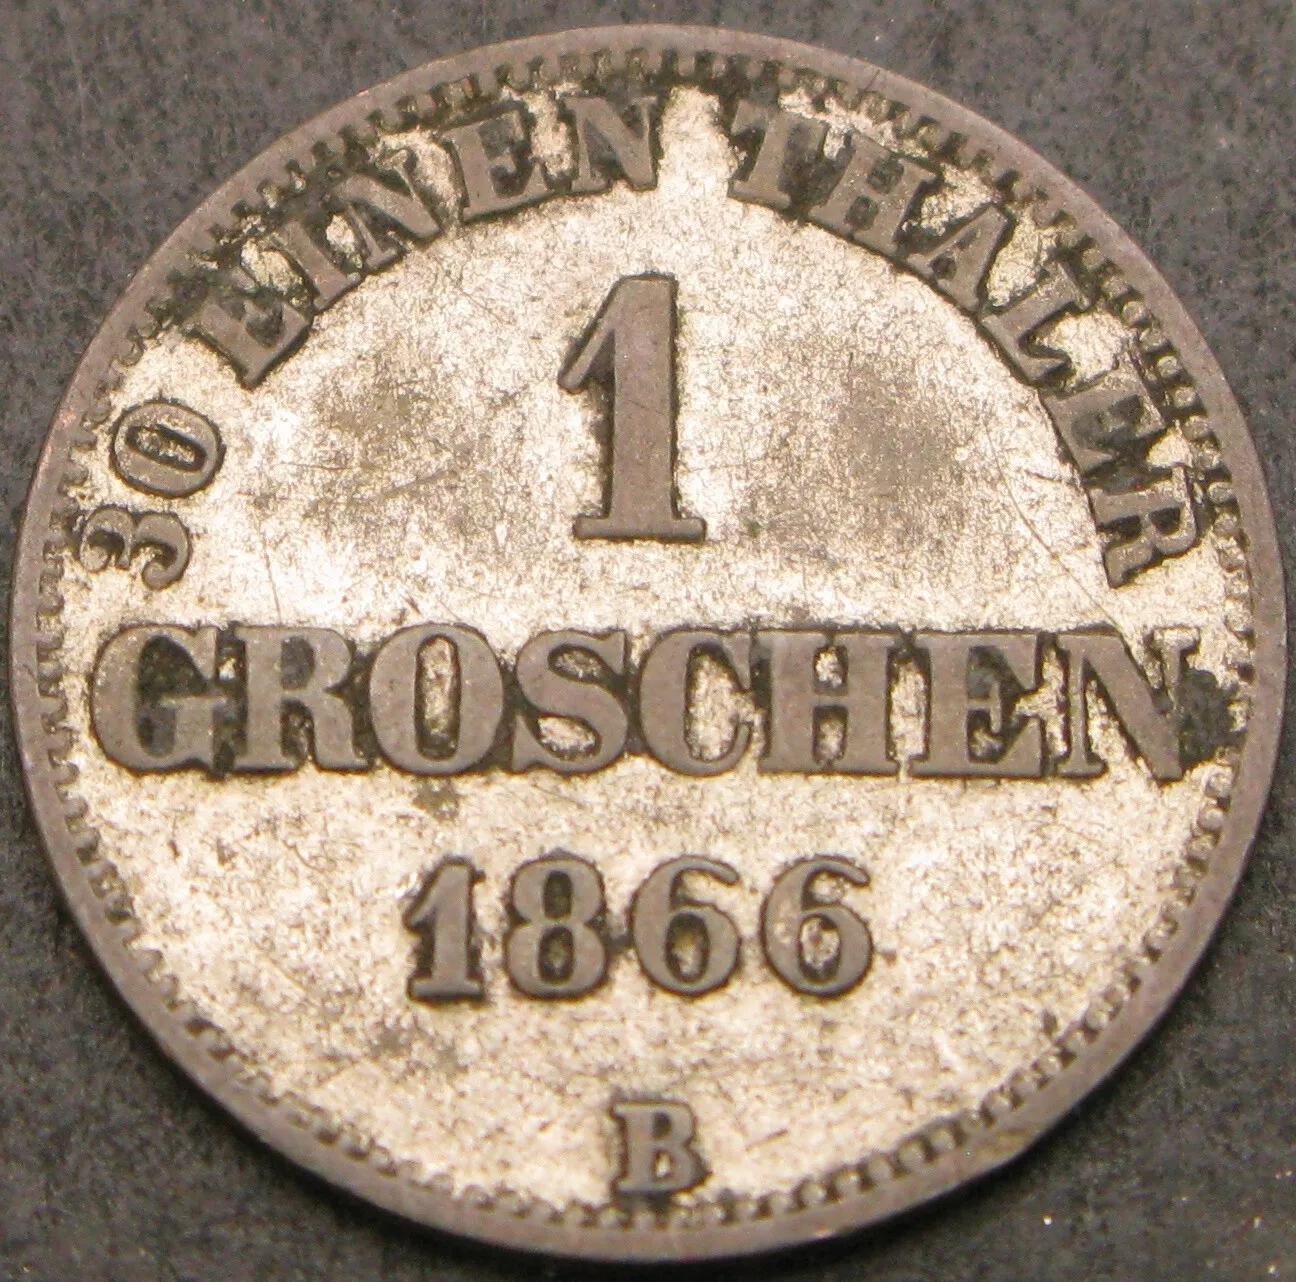 30 EINEN THALER
1
GROSCHEN
1866
B